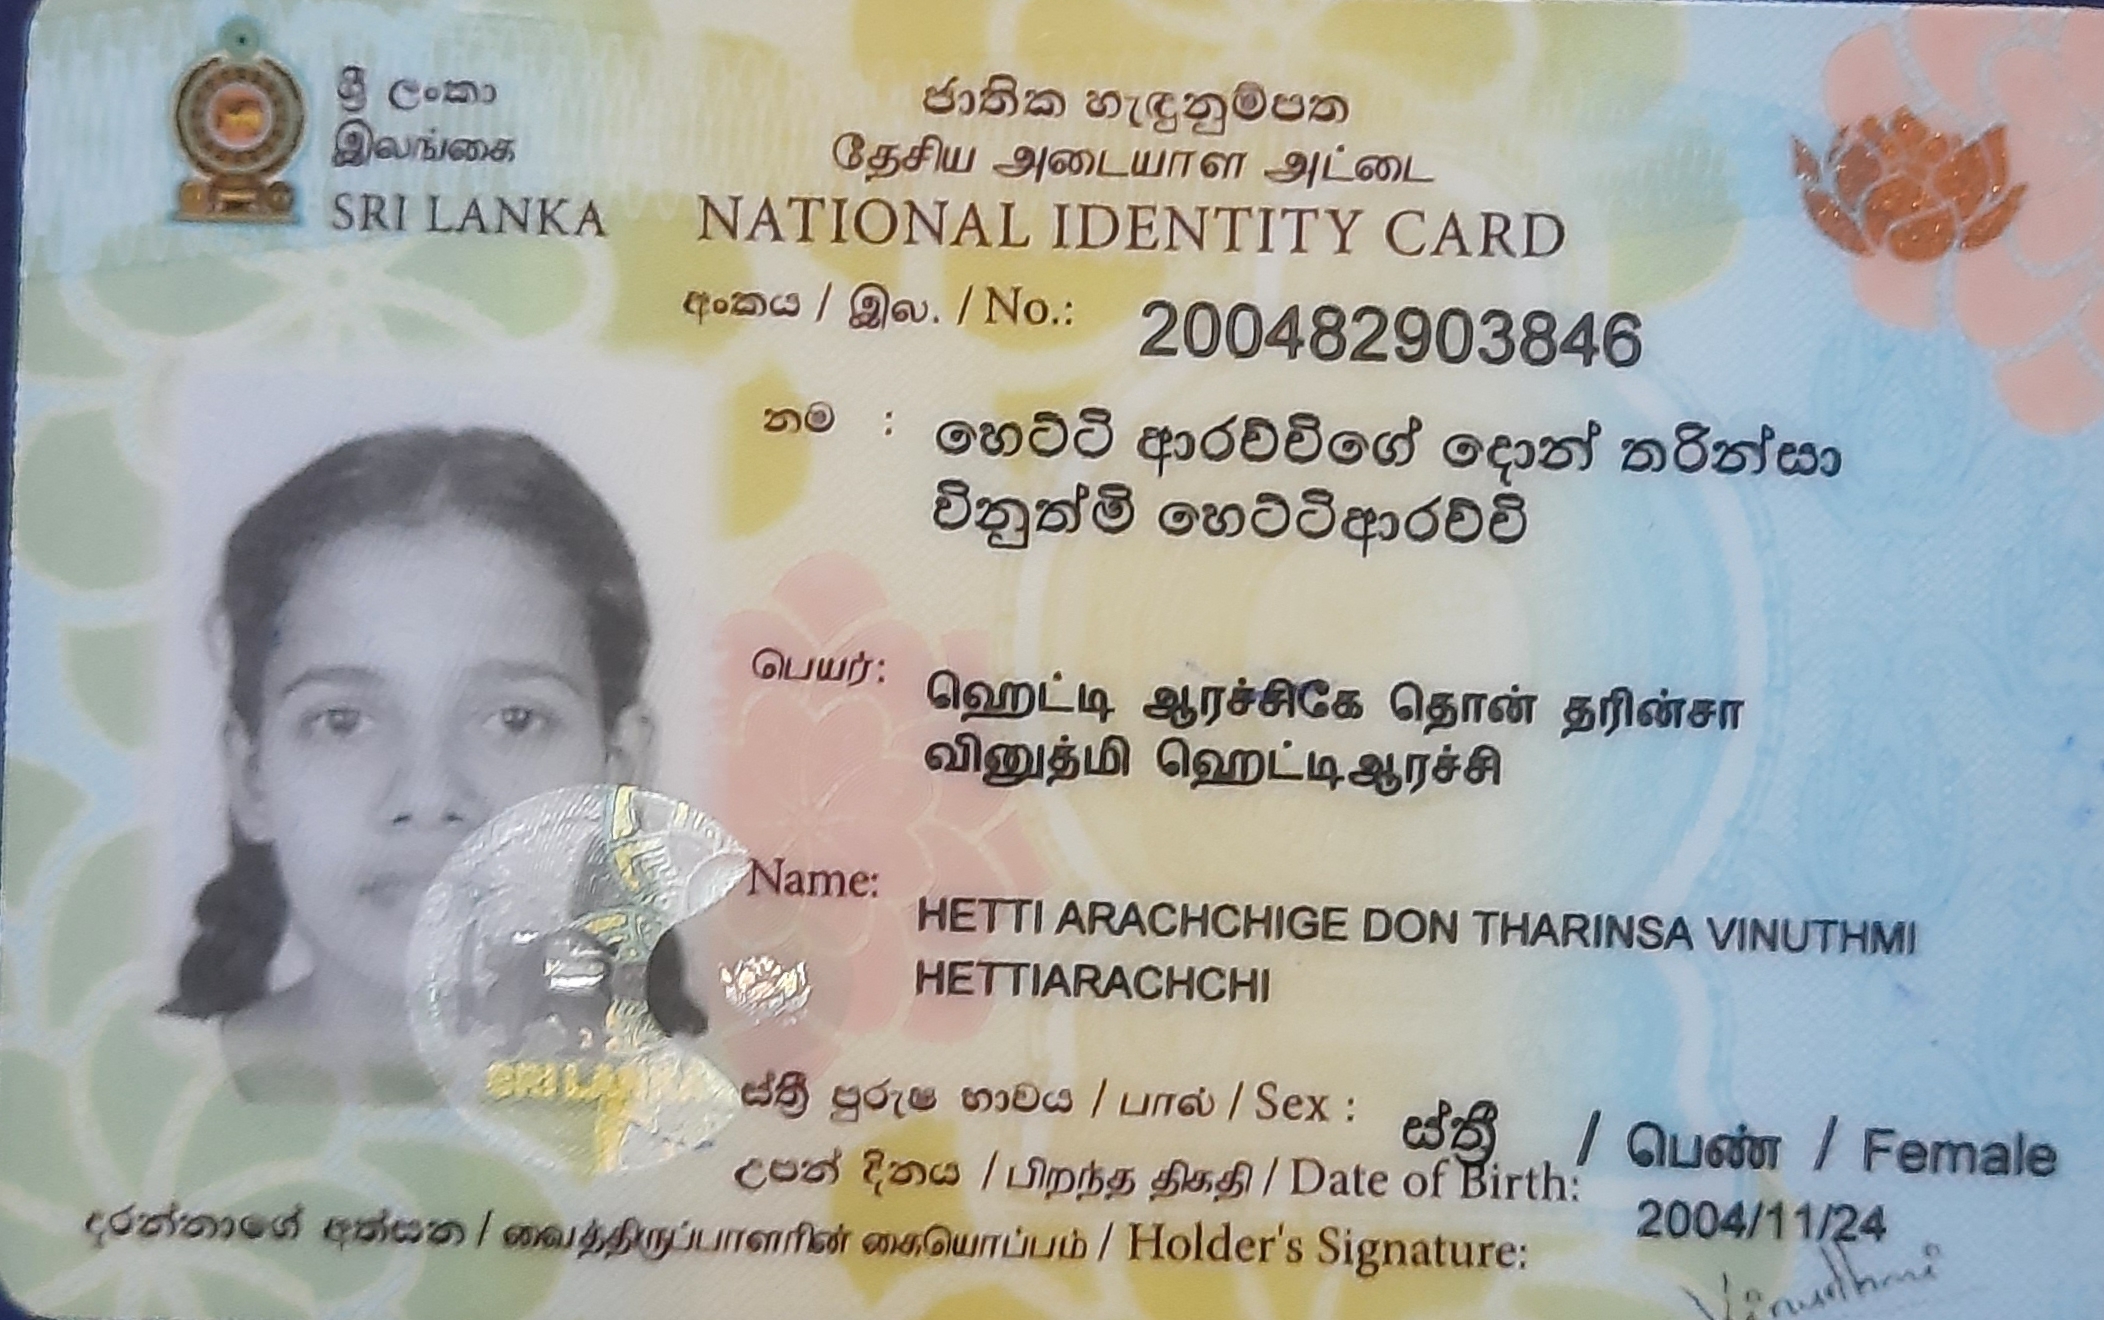 ශ්‍රී ලංකා
இலங்கை
SRI LANKA
ජාතික හැඳුනුම්පත
தேசிய அடையாள அட்டை
NATIONAL IDENTITY CARD
අංකය / இல. / No.: 200482903846
නම : හෙට්ටි ආරච්චිගේ දොන් තරින්සා
විනුත්මි හෙට්ටිආරච්චි
பெயர்: ஹெட்டி ஆரச்சிகே தொன் தரின்சா
வினுத்மி ஹெட்டிஆரச்சி
Name: HETTI ARACHCHIGE DON THARINSA VINUTHMI
HETTIARACHCHI
SRI LANKA
ස්ත්‍රී පුරුෂ භාවය / பால் / Sex : ස්ත්‍රී / பெண் / Female
උපන් දිනය / பிறந்த திகதி / Date of Birth: 2004/11/24
දරන්නාගේ අත්සන / வைத்திருப்பாளரின் கையொப்பம் / Holder's Signature:
Vinuthmi